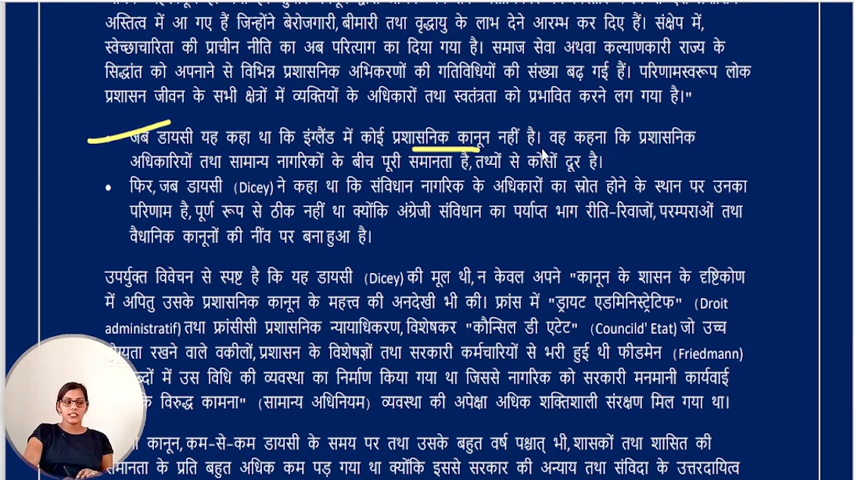 अस्तित्व में आ गए हैं जिन्होंने बेरोजगारी, बीमारी तथा वृद्धायु के लाभ देने आरम्भ कर दिए हैं। संक्षेप में,
स्वेच्छाचारिता की प्राचीन नीति का अब परित्याग का दिया गया है। समाज सेवा अथवा कल्याणकारी राज्य के
सिद्धांत को अपनाने से विभिन्न प्रशासनिक अभिकरणों की गतिविधियों की संख्या बढ़ गई हैं। परिणामस्वरूप लोक
प्रशासन जीवन के सभी क्षेत्रों में व्यक्तियों के अधिकारों तथा स्वतंत्रता को प्रभावित करने लग गया है।"
जब डायसी यह कहा था कि इंग्लैंड में कोई प्रशासनिक कानून नहीं है। वह कहना कि प्रशासनिक
अधिकारियों तथा सामान्य नागरिकों के बीच पूरी समानता है, तथ्यों से कोसों दूर है।
• फिर, जब डायसी (Dicey) ने कहा था कि संविधान नागरिक के अधिकारों का स्रोत होने के स्थान पर उनका
परिणाम है, पूर्ण रूप से ठीक नहीं था क्योंकि अंग्रेजी संविधान का पर्याप्त भाग रीति-रिवाजों, परम्पराओं तथा
वैधानिक कानूनों की नींव पर बना हुआ है।
उपर्युक्त विवेचन से स्पष्ट है कि यह डायसी (Dicey) की मूल थी, न केवल अपने "कानून के शासन के दृष्टिकोण
में अपितु उसके प्रशासनिक कानून के महत्त्व की अनदेखी भी की। फ्रांस में "ड्रायट एडमिनिस्ट्रेटिफ" (Droit
administratif) तथा फ्रांसीसी प्रशासनिक न्यायाधिकरण, विशेषकर "कौन्सिल डी एटेट" (Councild' Etat) जो उच्च
रखने वाले वकीलों, प्रशासन के विशेषज्ञों तथा सरकारी कर्मचारियों से भरी हुई थी फीडमेन (Friedmann)
में उस विधि की व्यवस्था का निर्माण किया गया था जिससे नागरिक को सरकारी मनमानी कार्यवाई
के विरुद्ध कामना" (सामान्य अधिनियम) व्यवस्था की अपेक्षा अधिक शक्तिशाली संरक्षण मिल गया था।
कानून, कम-से-कम डायसी के समय पर तथा उसके बहुत वर्ष पश्चात् भी, शासकों तथा शासित की
समानता के प्रति बहुत अधिक कम पड़ गया था क्योंकि इससे सरकार की अन्याय तथा संविदा के उत्तरदायित्व